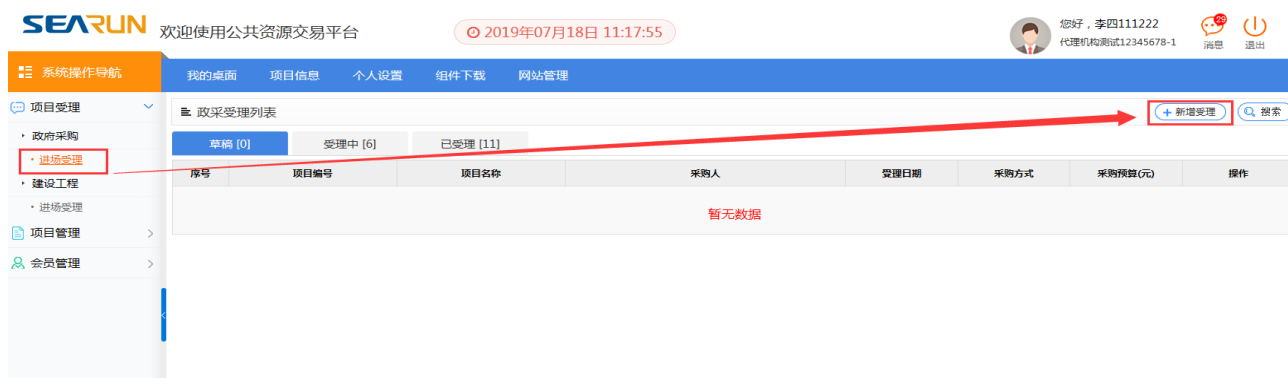 SEARUN 欢迎使用公共资源交易平台
2019年07月18日 11:17:55
您好，李四111222
代理机构测试12345678-1
29
消息
退出
系统操作导航
我的桌面 项目信息 个人设置 组件下载 网站管理
项目受理
政府采购
进场受理
建设工程
进场受理
项目管理
会员管理
政采受理列表
+ 新增受理
搜索
草稿 [0] 受理中 [6] 已受理 [11]
序号 项目编号 项目名称 采购人 受理日期 采购方式 采购预算(元) 操作
暂无数据